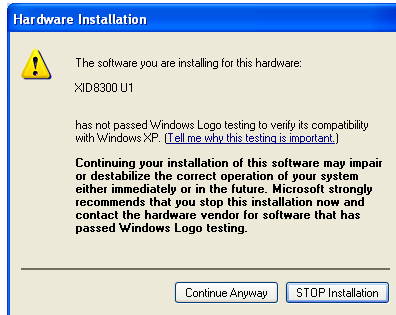 Hardware Installation
The software you are installing for this hardware:
XID8300 U1
has not passed Windows Logo testing to verify its compatibility
with Windows XP. (Tell me why this testing is important.)
Continuing your installation of this software may impair
or destabilize the correct operation of your system
either immediately or in the future. Microsoft strongly
recommends that you stop this installation now and
contact the hardware vendor for software that has
passed Windows Logo testing.
Continue Anyway
STOP Installation